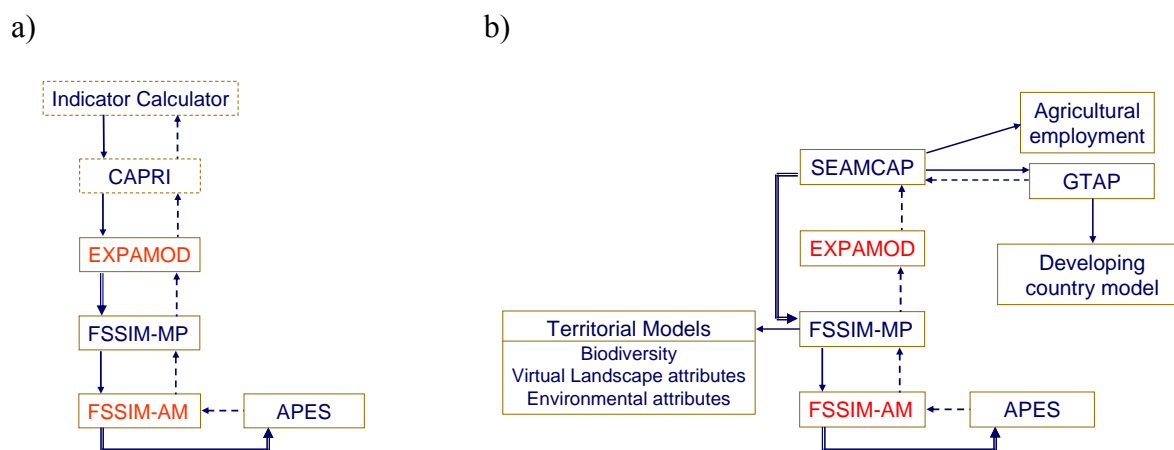 a)
Indicator Calculator
CAPRI
EXPAMOD
FSSIM-MP
FSSIM-AM
APES
b)
Agricultural
employment
SEAMCAP
GTAP
EXPAMOD
Developing
country model
Territorial Models
Biodiversity
Virtual Landscape attributes
Environmental attributes
FSSIM-MP
FSSIM-AM
APES